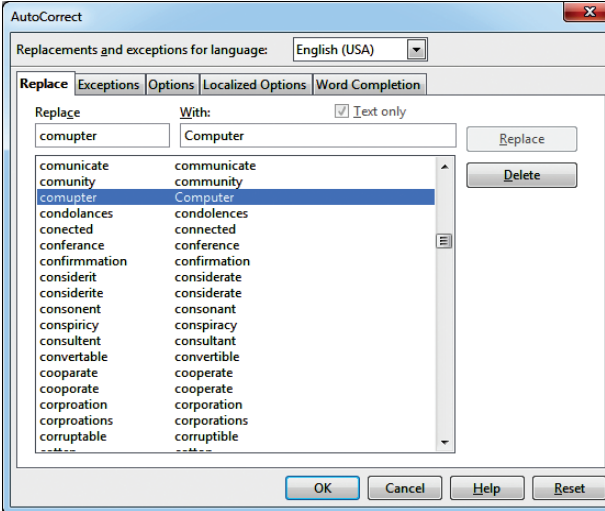 AutoCorrect
Replacements and exceptions for language: English (USA)
Replace Exceptions Options Localized Options Word Completion
Replace With: Text only
comupter Computer Replace
Delete
comunicate communicate
comunity community
comupter Computer
condolances condolences
conected connected
conferance conference
confirmmation confirmation
considerit considerate
considerite considerate
consonent consonant
conspiricy conspiracy
consultent consultant
convertable convertible
cooparate cooperate
cooporate cooperate
corproation corporation
corproations corporations
corruptable corruptible
OK Cancel Help Reset